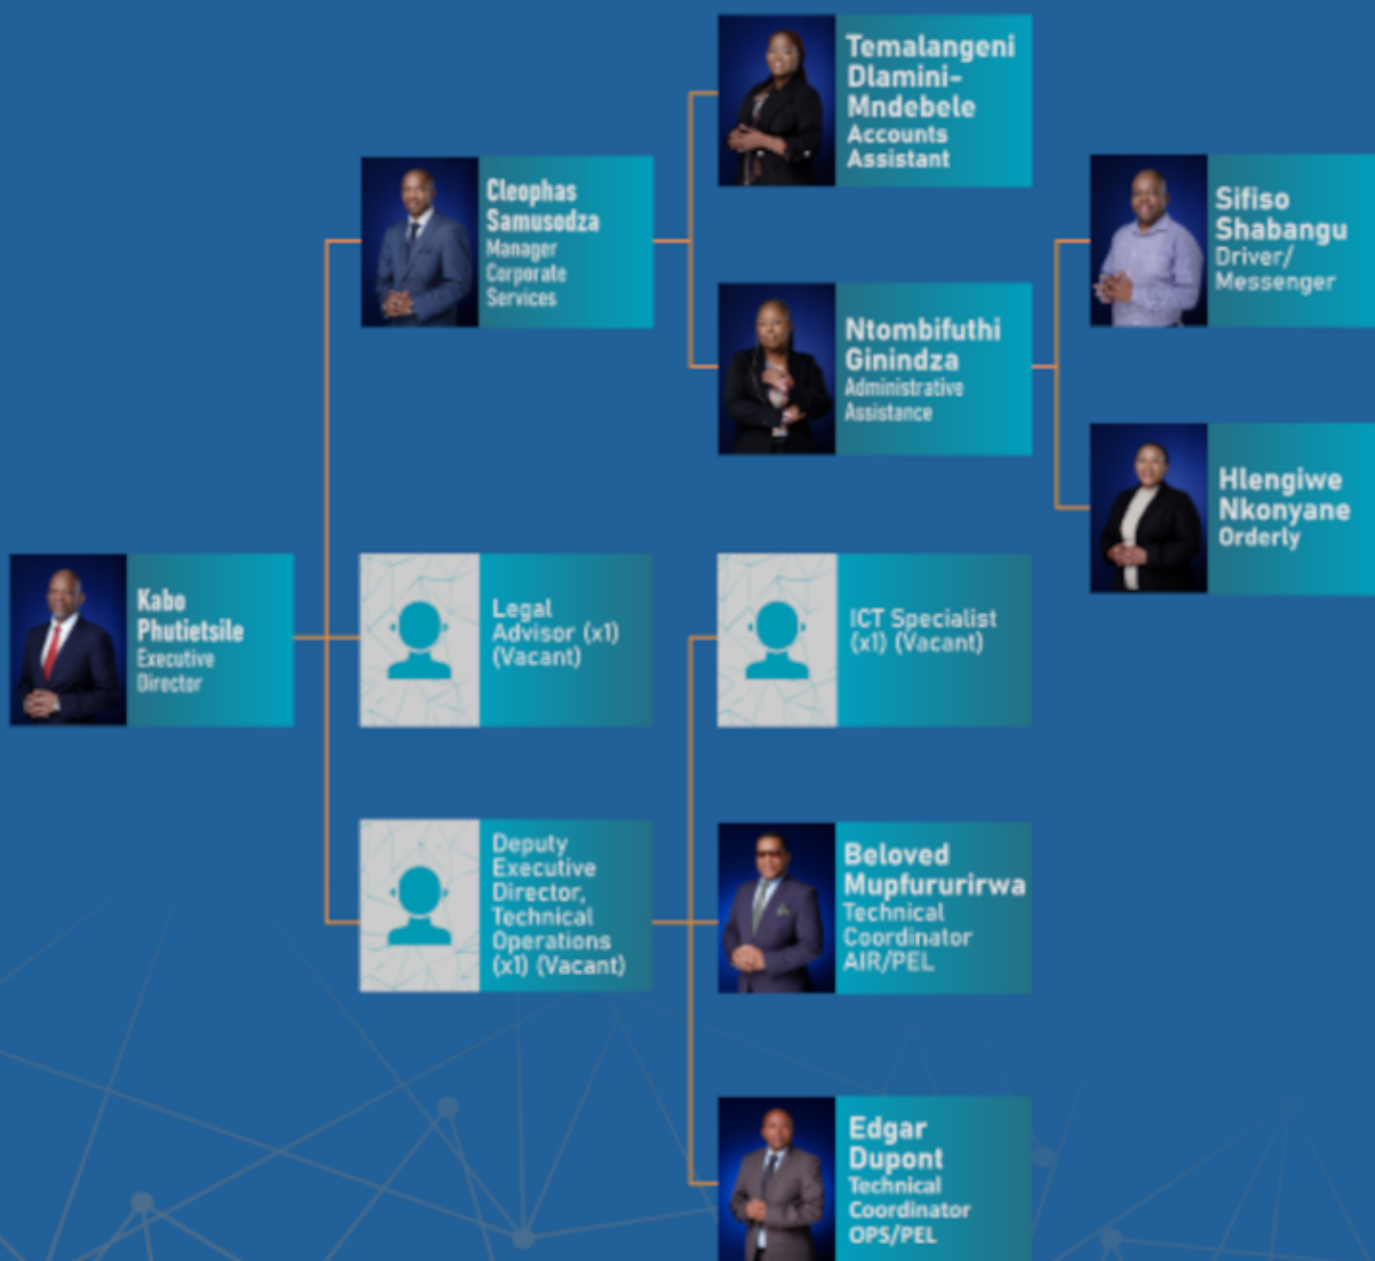 Temalangeni
Dlamini-
Mndebele
Accounts
Assistant
Cleophas
Samusodza
Manager
Corporate
Services
Sifiso
Shabangu
Driver/
Messenger
Ntombifuthi
Ginindza
Administrative
Assistance
Hlengiwe
Nkonyane
Orderly
Kabo
Phutietsile
Executive
Director
Legal
Advisor (x1)
(Vacant)
ICT Specialist
(x1) (Vacant)
Deputy
Executive
Director,
Technical
Operations
(x1) (Vacant)
Beloved
Mupfururirwa
Technical
Coordinator
AIR/PEL
Edgar
Dupont
Technical
Coordinator
OPS/PEL